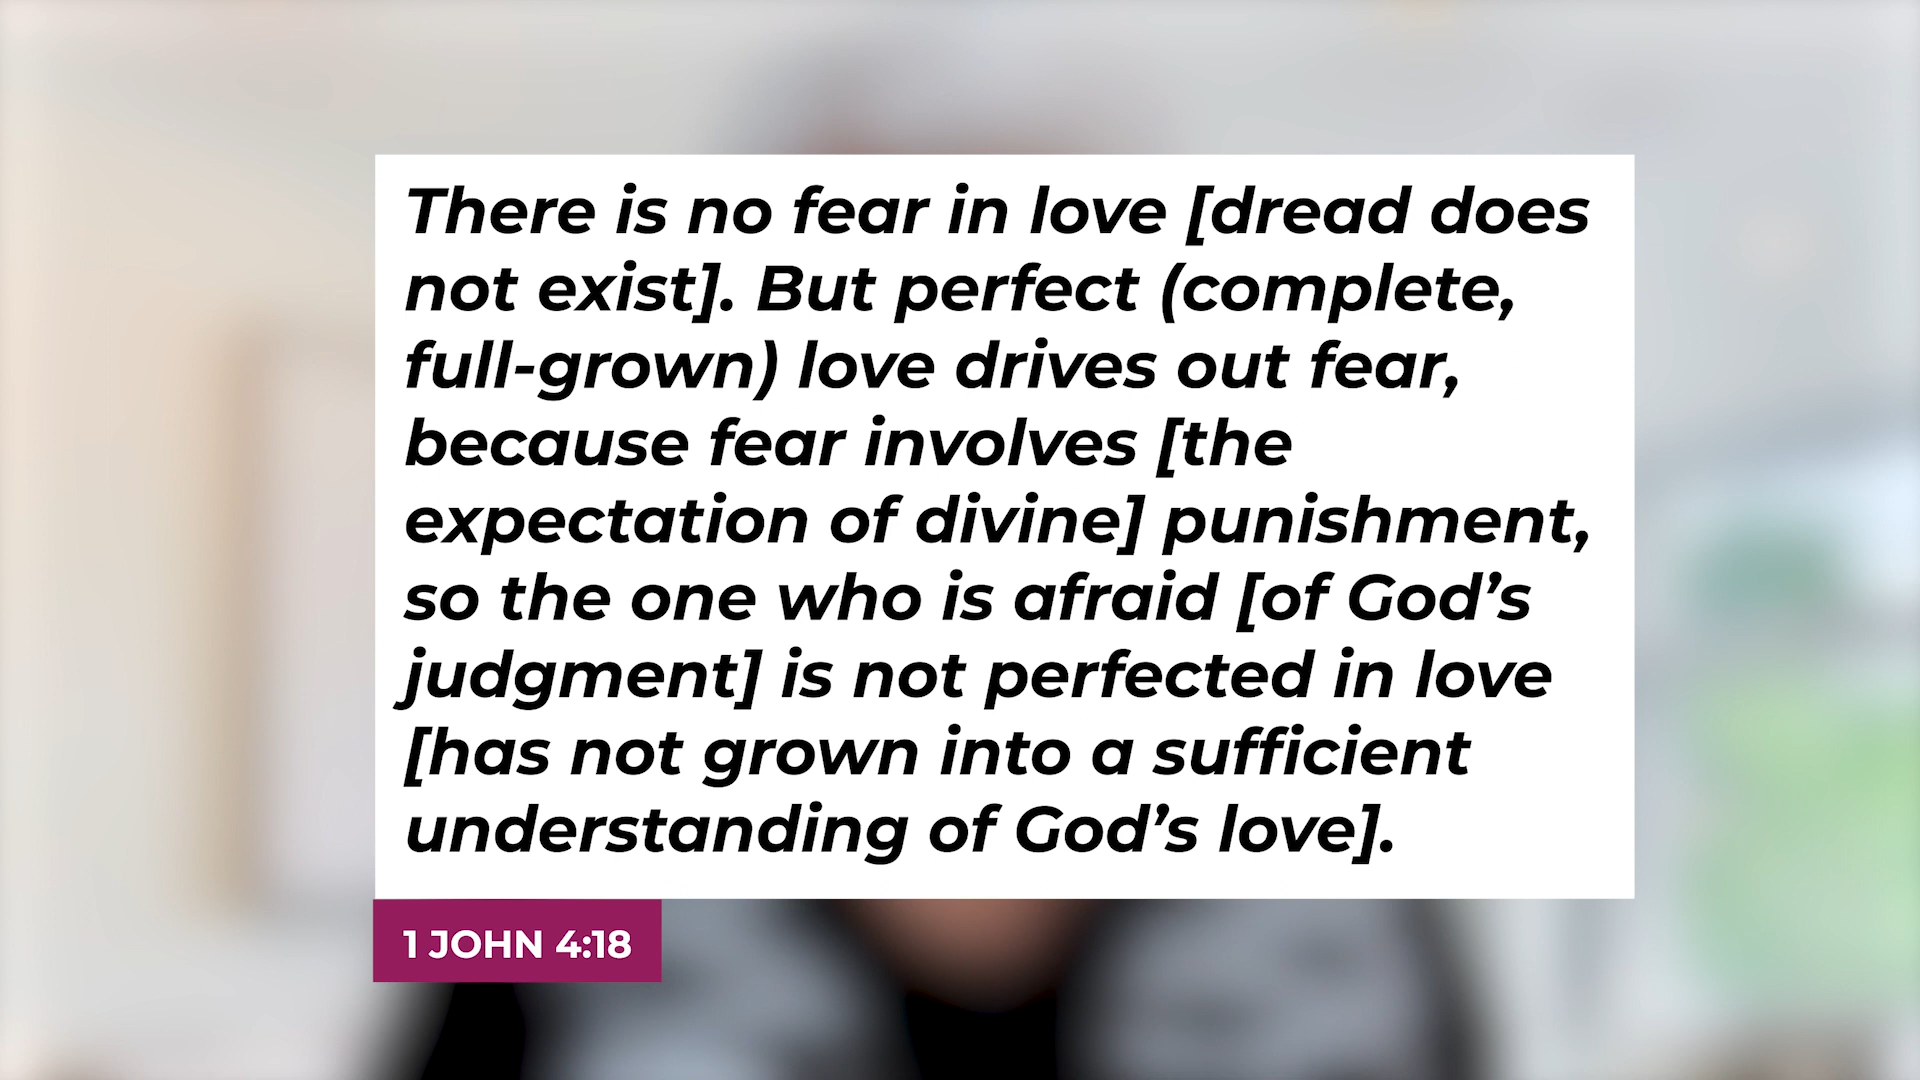 There is no fear in love [dread does
not exist]. But perfect (complete,
full-grown) love drives out fear,
because fear involves [the
expectation of divine] punishment,
so the one who is afraid [of God’s
judgment] is not perfected in love
[has not grown into a sufficient
understanding of God’s love].
1 JOHN 4:18